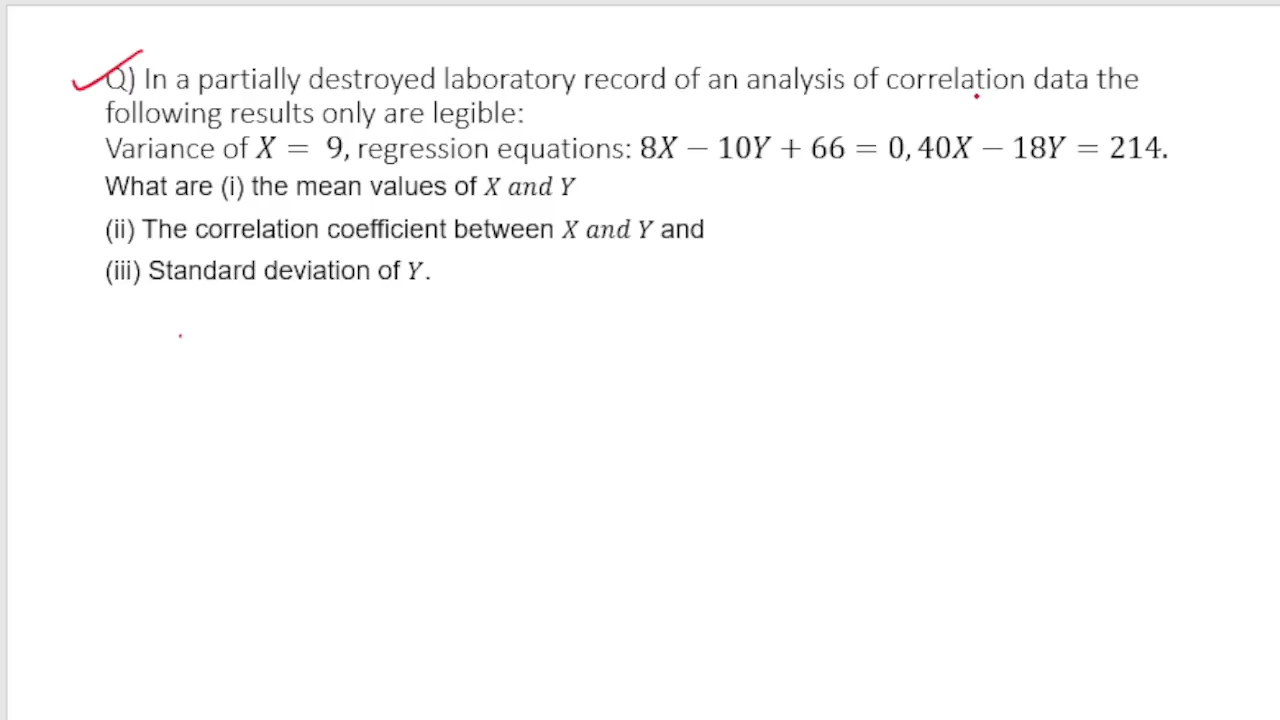 Q) In a partially destroyed laboratory record of an analysis of correlation data the
following results only are legible:
Variance of X = 9, regression equations: 8X − 10Y + 66 = 0, 40X − 18Y = 214.
What are (i) the mean values of X and Y
(ii) The correlation coefficient between X and Y and
(iii) Standard deviation of Y.